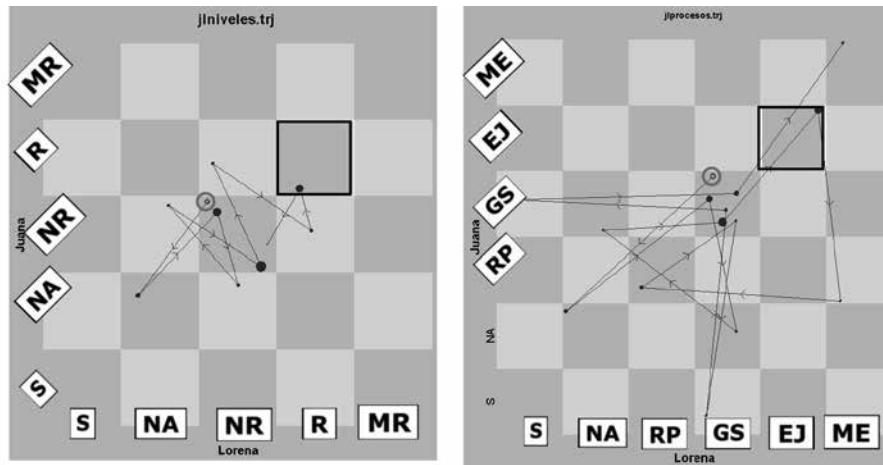 jlniveles.trj
MR
R
NR
NA
S
Juana
S NA NR R MR
Lorena
jlprocesos.trj
ME
EJ
GS
RP
NA
S
Juana
S NA RP GS EJ ME
Lorena